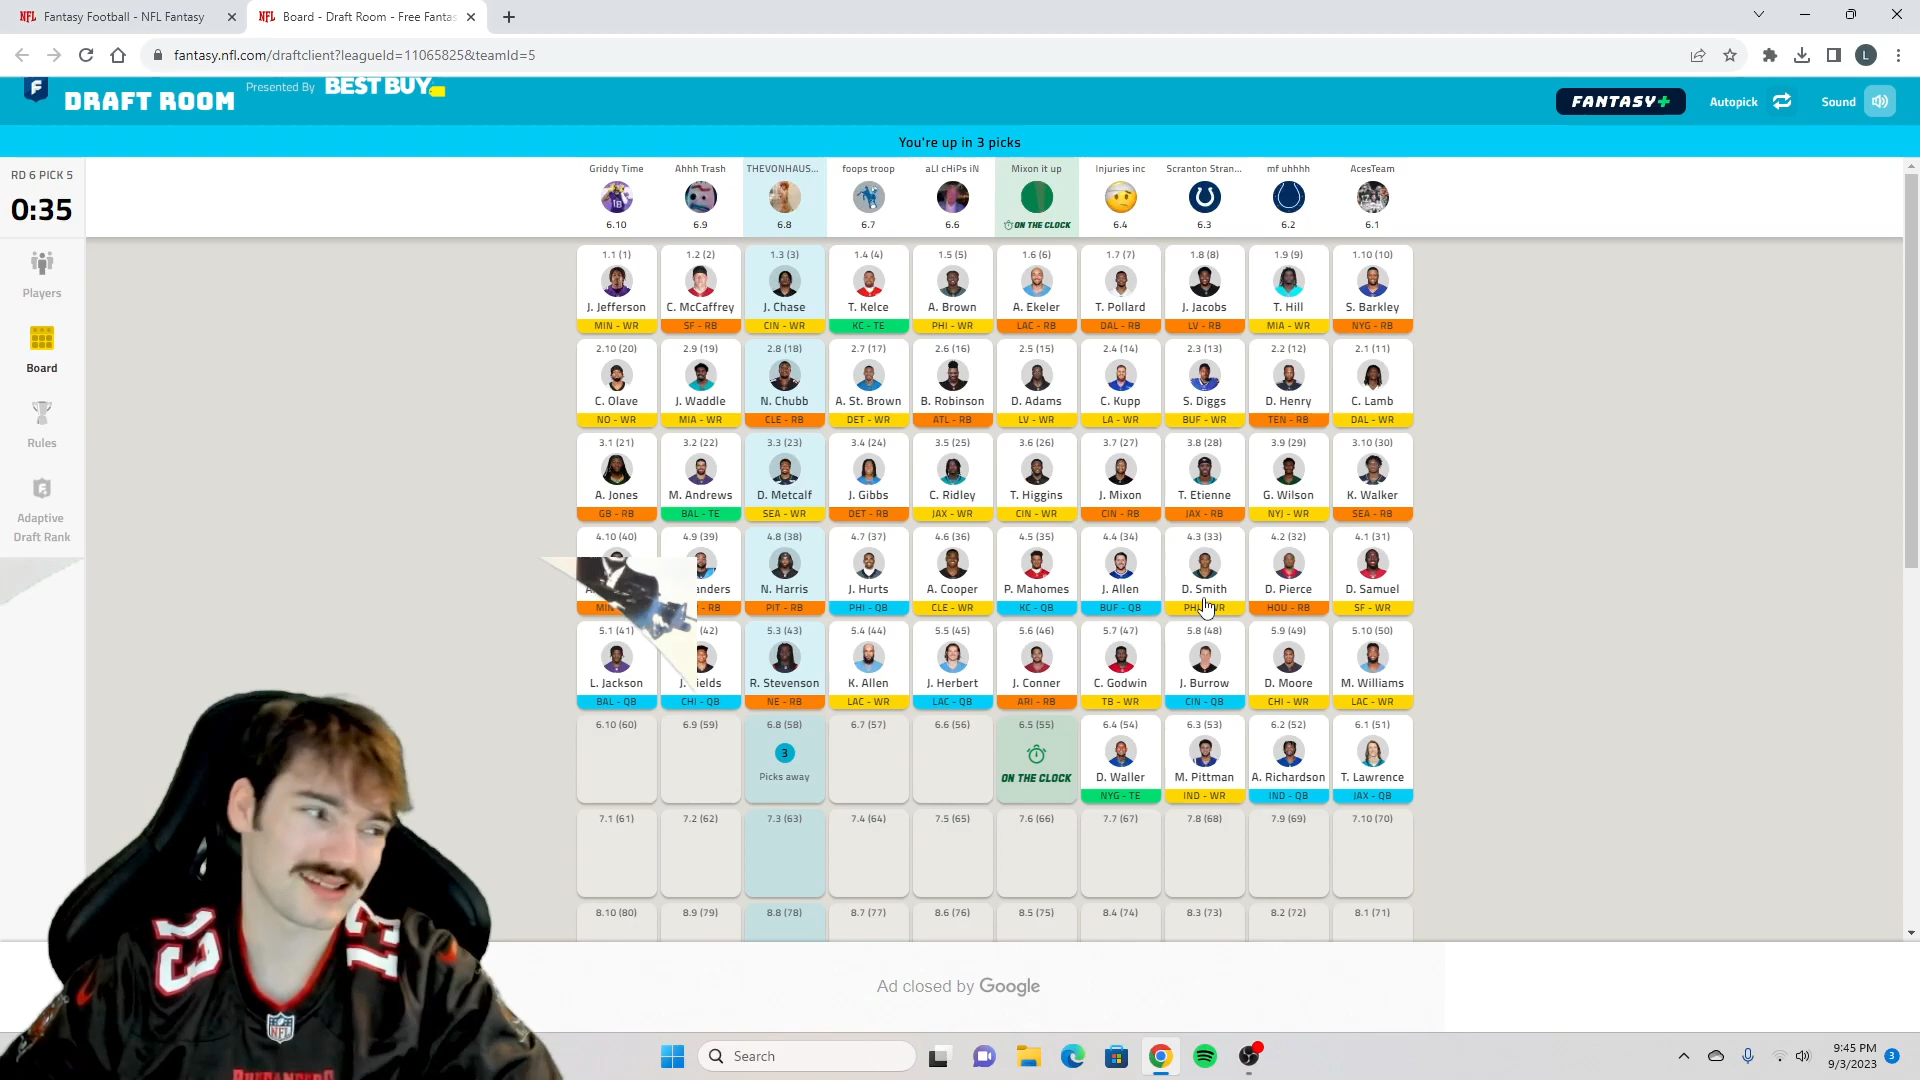 Fantasy Football - NFL Fantasy
Board - Draft Room - Free Fantas
fantasy.nfl.com/draftclient?leagueId=11065825&teamId=5
L
DRAFT ROOM
Presented By BEST BUY
FANTASY+
Autopick
Sound
You're up in 3 picks
RD 6 PICK 5
0:35
Players
Board
Rules
Adaptive
Draft Rank
Griddy Time Ahhh Trash THEVONHAUS... foops troop aLl cHiPs iN Mixon it up Injuries inc Scranton Stran... mf uhhhh AcesTeam
6.10 6.9 6.8 6.7 6.6 ON THE CLOCK 6.4 6.3 6.2 6.1
1.1 (1) 1.2 (2) 1.3 (3) 1.4 (4) 1.5 (5) 1.6 (6) 1.7 (7) 1.8 (8) 1.9 (9) 1.10 (10)
J. Jefferson C. McCaffrey J. Chase T. Kelce A. Brown A. Ekeler T. Pollard J. Jacobs T. Hill S. Barkley
MIN - WR SF - RB CIN - WR KC - TE PHI - WR LAC - RB DAL - RB LV - RB MIA - WR NYG - RB
2.10 (20) 2.9 (19) 2.8 (18) 2.7 (17) 2.6 (16) 2.5 (15) 2.4 (14) 2.3 (13) 2.2 (12) 2.1 (11)
C. Olave J. Waddle N. Chubb A. St. Brown B. Robinson D. Adams C. Kupp S. Diggs D. Henry C. Lamb
NO - WR MIA - WR CLE - RB DET - WR ATL - RB LV - WR LA - WR BUF - WR TEN - RB DAL - WR
3.1 (21) 3.2 (22) 3.3 (23) 3.4 (24) 3.5 (25) 3.6 (26) 3.7 (27) 3.8 (28) 3.9 (29) 3.10 (30)
A. Jones M. Andrews D. Metcalf J. Gibbs C. Ridley T. Higgins J. Mixon T. Etienne G. Wilson K. Walker
GB - RB BAL - TE SEA - WR DET - RB JAX - WR CIN - WR CIN - RB JAX - RB NYJ - WR SEA - RB
4.10 (40) 4.9 (39) 4.8 (38) 4.7 (37) 4.6 (36) 4.5 (35) 4.4 (34) 4.3 (33) 4.2 (32) 4.1 (31)
anders N. Harris J. Hurts A. Cooper P. Mahomes J. Allen D. Smith D. Pierce D. Samuel
MIN - RB PIT - RB PHI - QB CLE - WR KC - QB BUF - QB PHI WR HOU - RB SF - WR
5.1 (41) (42) 5.3 (43) 5.4 (44) 5.5 (45) 5.6 (46) 5.7 (47) 5.8 (48) 5.9 (49) 5.10 (50)
L. Jackson J. ields R. Stevenson K. Allen J. Herbert J. Conner C. Godwin J. Burrow D. Moore M. Williams
BAL - QB CHI - QB NE - RB LAC - WR LAC - QB ARI - RB TB - WR CIN - QB CHI - WR LAC - WR
6.10 (60) 6.9 (59) 6.8 (58) 6.7 (57) 6.6 (56) 6.5 (55) 6.4 (54) 6.3 (53) 6.2 (52) 6.1 (51)
3
Picks away ON THE CLOCK D. Waller M. Pittman A. Richardson T. Lawrence
NYG - TE IND - WR IND - QB JAX - QB
7.1 (61) 7.2 (62) 7.3 (63) 7.4 (64) 7.5 (65) 7.6 (66) 7.7 (67) 7.8 (68) 7.9 (69) 7.10 (70)
8.10 (80) 8.9 (79) 8.8 (78) 8.7 (77) 8.6 (76) 8.5 (75) 8.4 (74) 8.3 (73) 8.2 (72) 8.1 (71)
Ad closed by Google
NFL
BUCCANEERS
Search
9:45 PM
9/3/2023
3